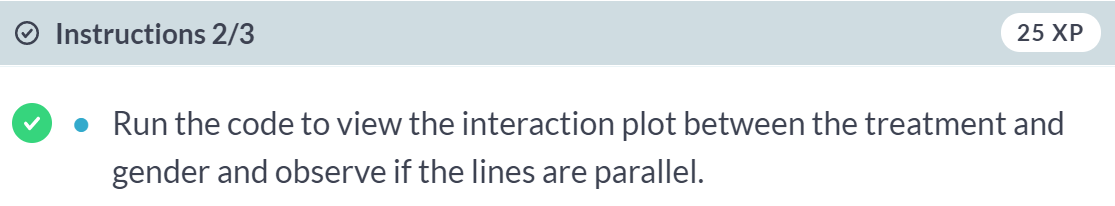 Instructions 2/3
25 XP
Run the code to view the interaction plot between the treatment and
gender and observe if the lines are parallel.